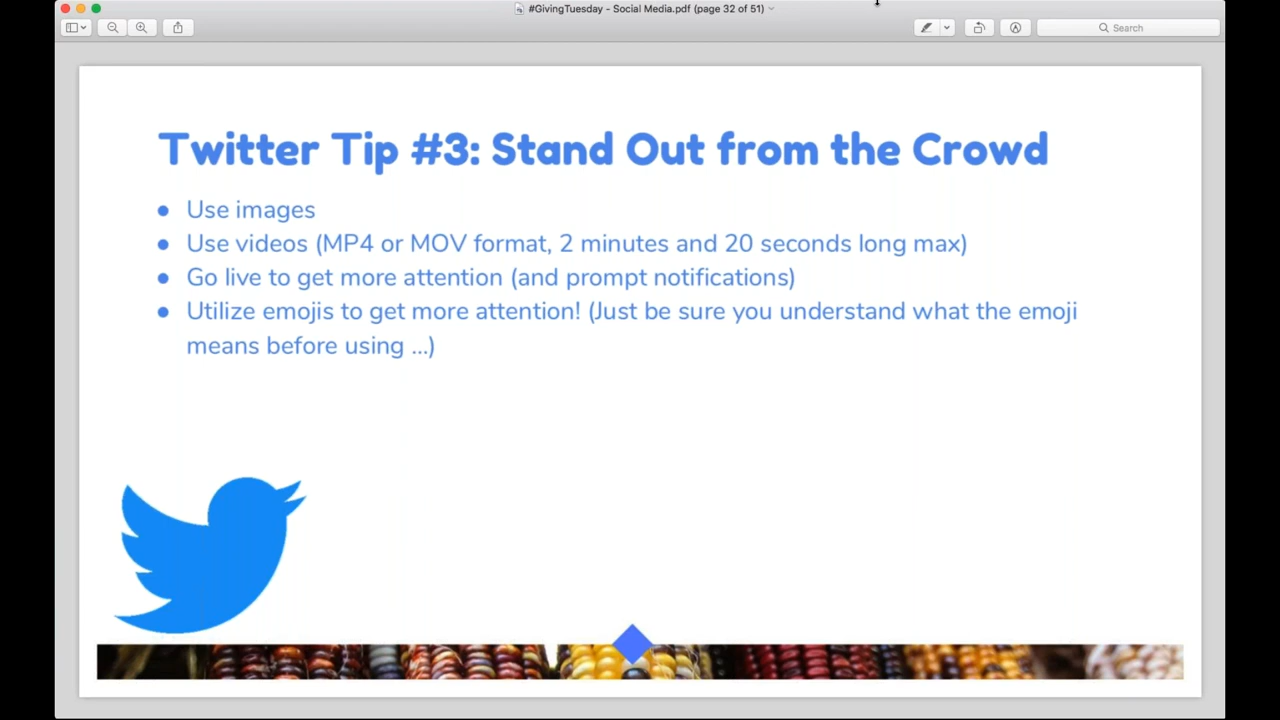 #GivingTuesday - Social Media.pdf (page 32 of 51)
Search
Twitter Tip #3: Stand Out from the Crowd
● Use images
● Use videos (MP4 or MOV format, 2 minutes and 20 seconds long max)
● Go live to get more attention (and prompt notifications)
● Utilize emojis to get more attention! (Just be sure you understand what the emoji
means before using ...)